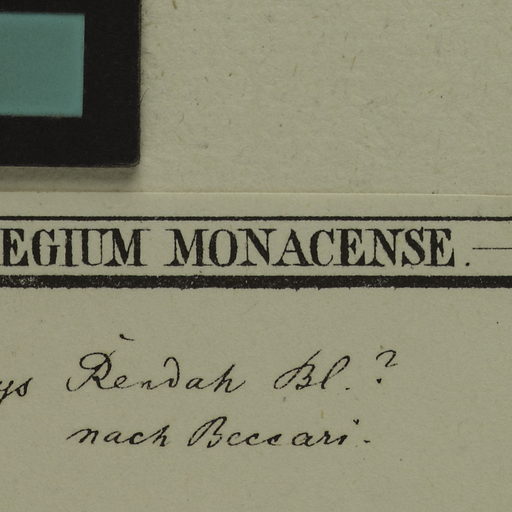 EGIUM MONACENSE.
ys Rendah Bl.?
nach Beccari.